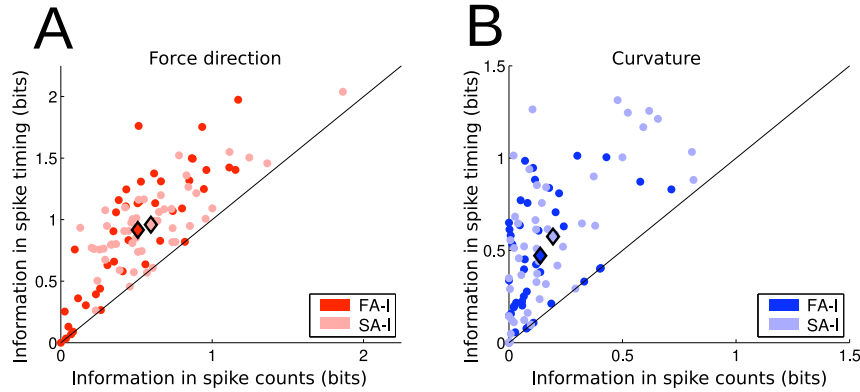 A
Force direction
Information in spike timing (bits)
2
1.5
1
0.5
0
0
1
2
Information in spike counts (bits)
FA-I
SA-I
B
Curvature
Information in spike timing (bits)
1.5
1
0.5
0
0
0.5
1
1.5
Information in spike counts (bits)
FA-I
SA-I